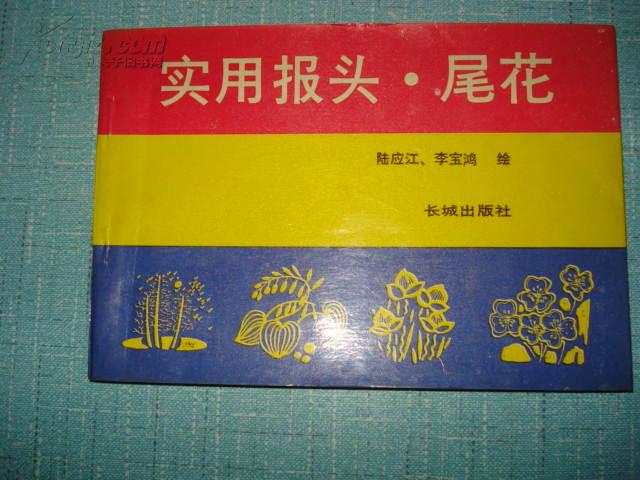 实用报头·尾花
陆应江、李宝鸿 绘
长城出版社